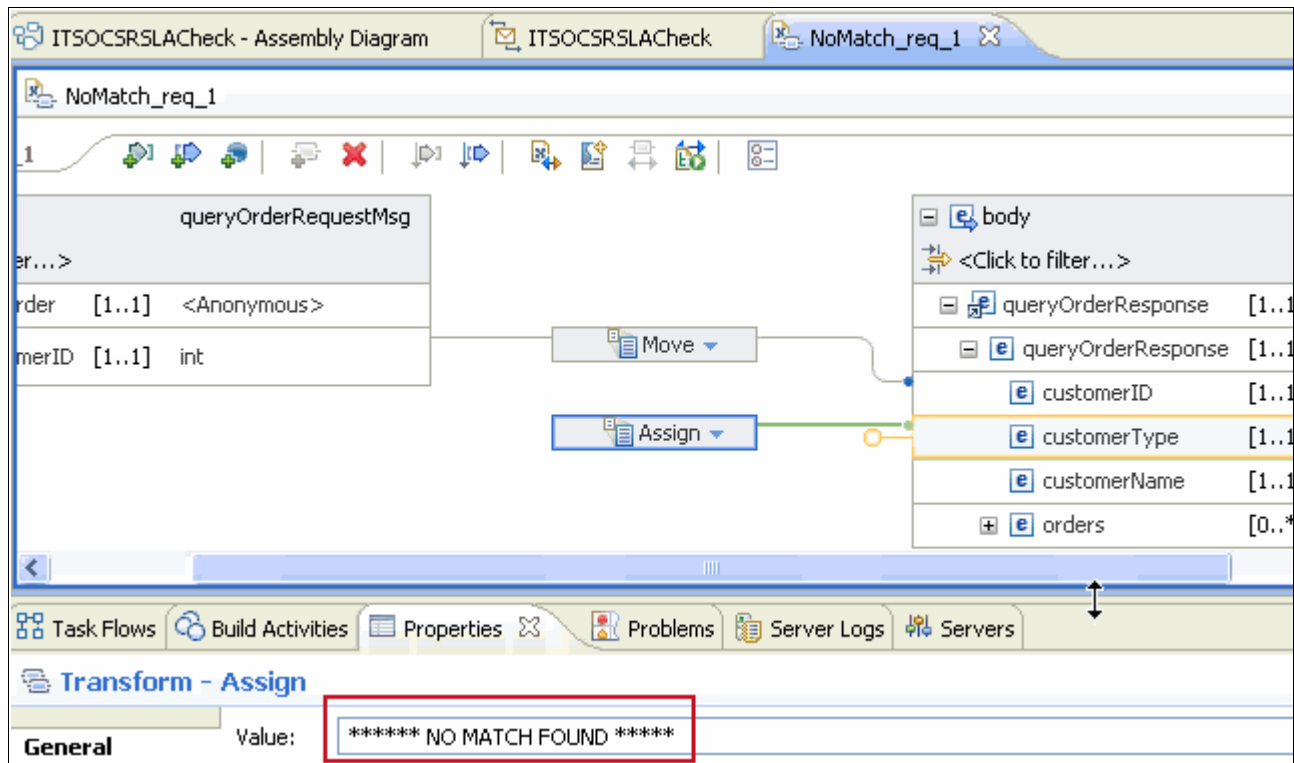 ITSOCSRSLACheck - Assembly Diagram ITSOCSRSLACheck NoMatch_req_1
NoMatch_req_1
_1
queryOrderRequestMsg
er...>
rder [1..1] <Anonymous>
merID [1..1] int
Move
Assign
body
<Click to filter...>
queryOrderResponse [1..1
queryOrderResponse [1..1
customerID [1..1
customerType [1..1
customerName [1..1
orders [0..*
Task Flows Build Activities Properties Problems Server Logs Servers
Transform - Assign
General Value: ****** NO MATCH FOUND *****